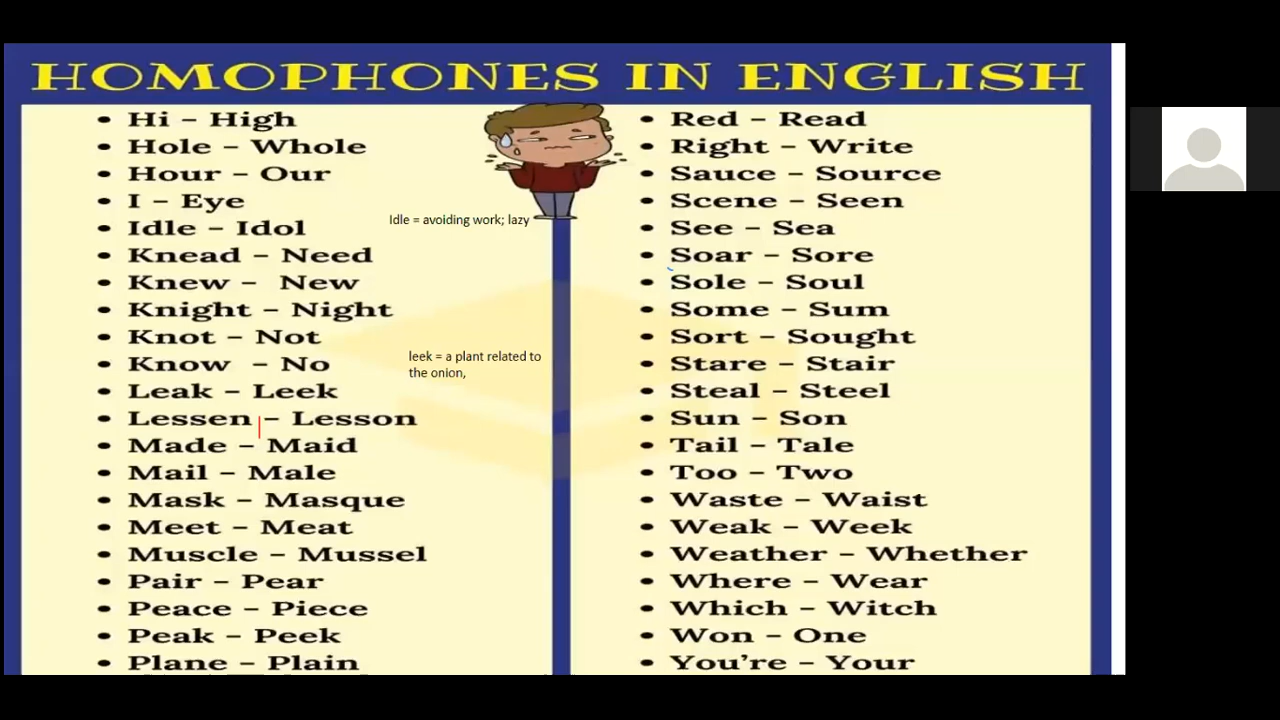 HOMOPHONES IN ENGLISH
Hi – High
Hole – Whole
Hour – Our
I – Eye
Idle – Idol
Knead – Need
Knew – New
Knight – Night
Knot – Not
Know – No
Leak – Leek
Lessen – Lesson
Made – Maid
Mail – Male
Mask – Masque
Meet – Meat
Muscle – Mussel
Pair – Pear
Peace – Piece
Peak – Peek
Plane – Plain
Idle = avoiding work; lazy
leek = a plant related to
the onion,
Red – Read
Right – Write
Sauce – Source
Scene – Seen
See – Sea
Soar – Sore
Sole – Soul
Some – Sum
Sort – Sought
Stare – Stair
Steal – Steel
Sun – Son
Tail – Tale
Too – Two
Waste – Waist
Weak – Week
Weather – Whether
Where – Wear
Which – Witch
Won – One
You're – Your